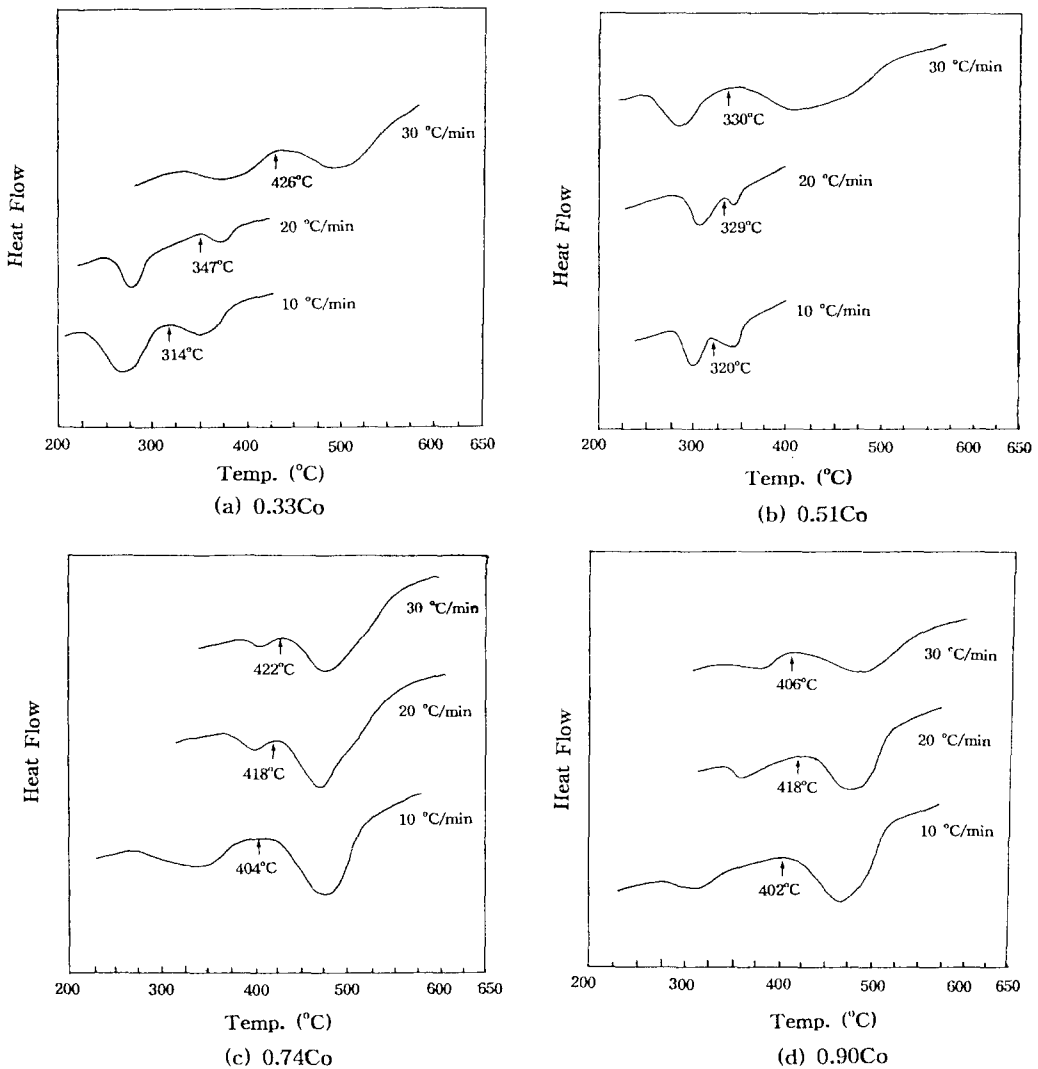 Heat Flow
30 °C/min
426°C
20 °C/min
347°C
10 °C/min
314°C
200 300 400 500 600 650
Temp. (°C)
(a) 0.33Co
Heat Flow
30 °C/min
330°C
20 °C/min
329°C
10 °C/min
320°C
200 300 400 500 600 650
Temp. (°C)
(b) 0.51Co
Heat Flow
30 °C/min
422°C
20 °C/min
418°C
10 °C/min
404°C
200 300 400 500 600 650
Temp. (°C)
(c) 0.74Co
Heat Flow
30 °C/min
406°C
20 °C/min
418°C
10 °C/min
402°C
200 300 400 500 600 650
Temp. (°C)
(d) 0.90Co